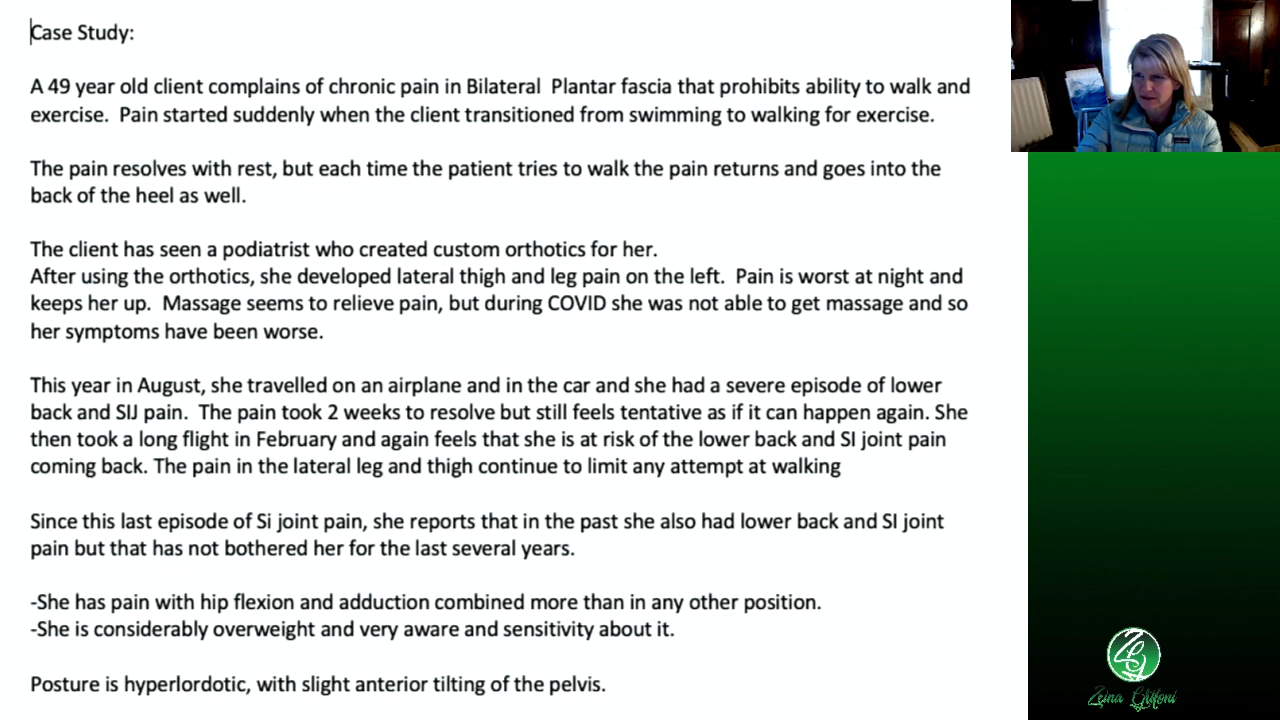 Case Study:
A 49 year old client complains of chronic pain in Bilateral Plantar fascia that prohibits ability to walk and
exercise. Pain started suddenly when the client transitioned from swimming to walking for exercise.
The pain resolves with rest, but each time the patient tries to walk the pain returns and goes into the
back of the heel as well.
The client has seen a podiatrist who created custom orthotics for her.
After using the orthotics, she developed lateral thigh and leg pain on the left. Pain is worst at night and
keeps her up. Massage seems to relieve pain, but during COVID she was not able to get massage and so
her symptoms have been worse.
This year in August, she travelled on an airplane and in the car and she had a severe episode of lower
back and SIJ pain. The pain took 2 weeks to resolve but still feels tentative as if it can happen again. She
then took a long flight in February and again feels that she is at risk of the lower back and SI joint pain
coming back. The pain in the lateral leg and thigh continue to limit any attempt at walking
Since this last episode of Si joint pain, she reports that in the past she also had lower back and SI joint
pain but that has not bothered her for the last several years.
-She has pain with hip flexion and adduction combined more than in any other position.
-She is considerably overweight and very aware and sensitivity about it.
Posture is hyperlordotic, with slight anterior tilting of the pelvis.
ZG
Zeina Grifoni